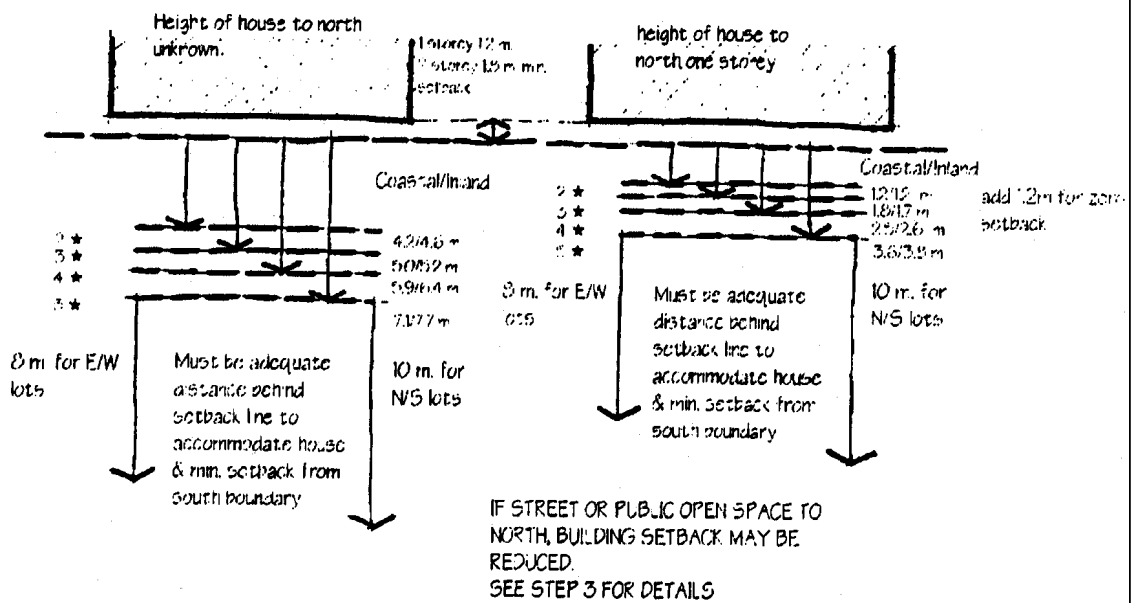 Height of house to north
unknown.
1 storey 1.2 m.
2 storey 1.5 m min.
setback
height of house to
north one storey
Coastal/Inland
2 ★
3 ★
4 ★
5 ★
4.2/4.6 m
5.0/5.2 m
5.9/6.4 m
7.1/7.7 m
8 m. for E/W
lots
Must be adequate
distance behind
setback line to
accommodate house
& min. setback from
south boundary
10 m. for
N/S lots
Coastal/Inland
2 ★
3 ★
4 ★
5 ★
1.2/1.2 m
1.8/1.7 m
2.5/2.6 m
m
add 1.2m for zero
setback
8 m. for E/W
lots
Must be adequate
distance behind
setback line to
accommodate house
& min. setback from
south boundary
10 m. for
N/S lots
IF STREET OR PUBLIC OPEN SPACE TO
NORTH, BUILDING SETBACK MAY BE
REDUCED.
SEE STEP 3 FOR DETAILS